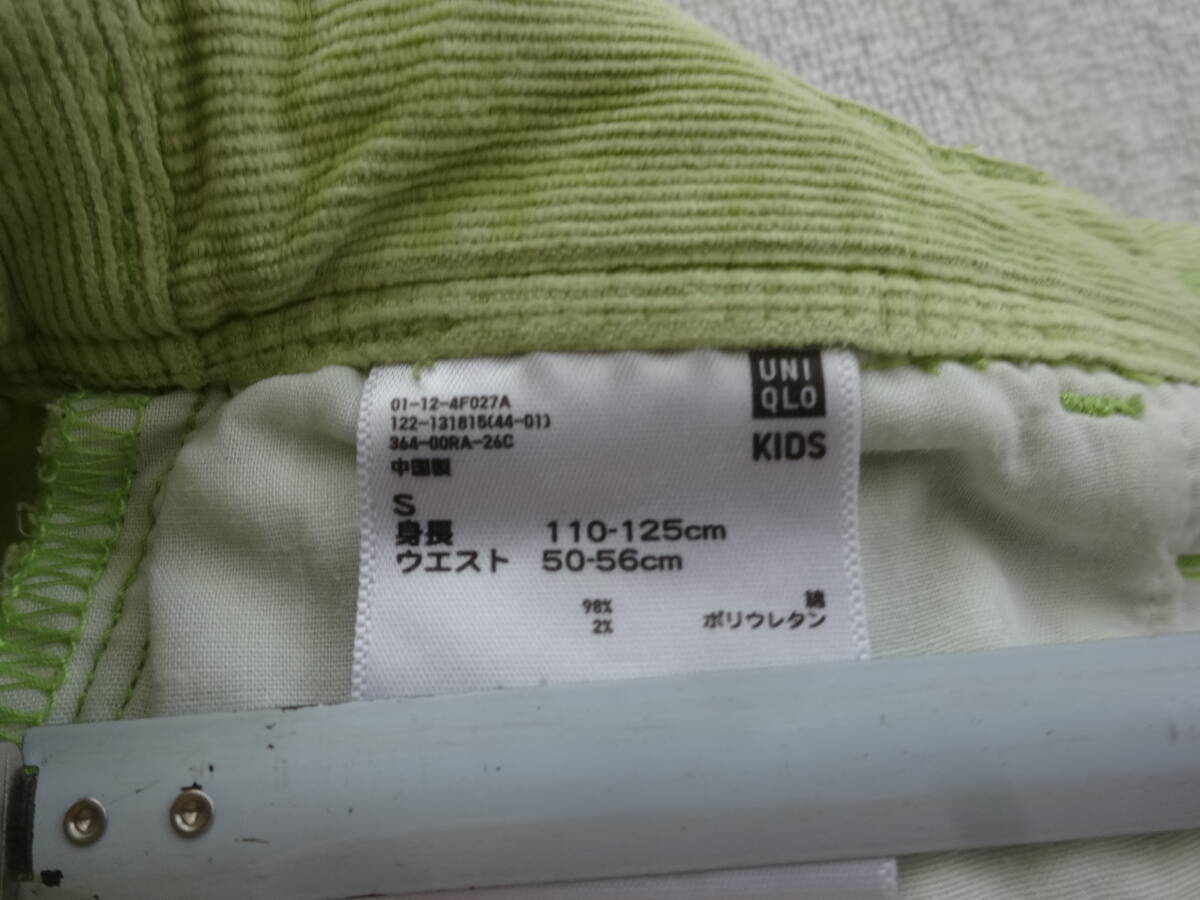 UNI
QLO
KIDS
01-12-4F027A
122-131815(44-01)
364-00RA-26C
中国製
S
身長 110-125cm
ウエスト 50-56cm
98% 綿
2% ポリウレタン